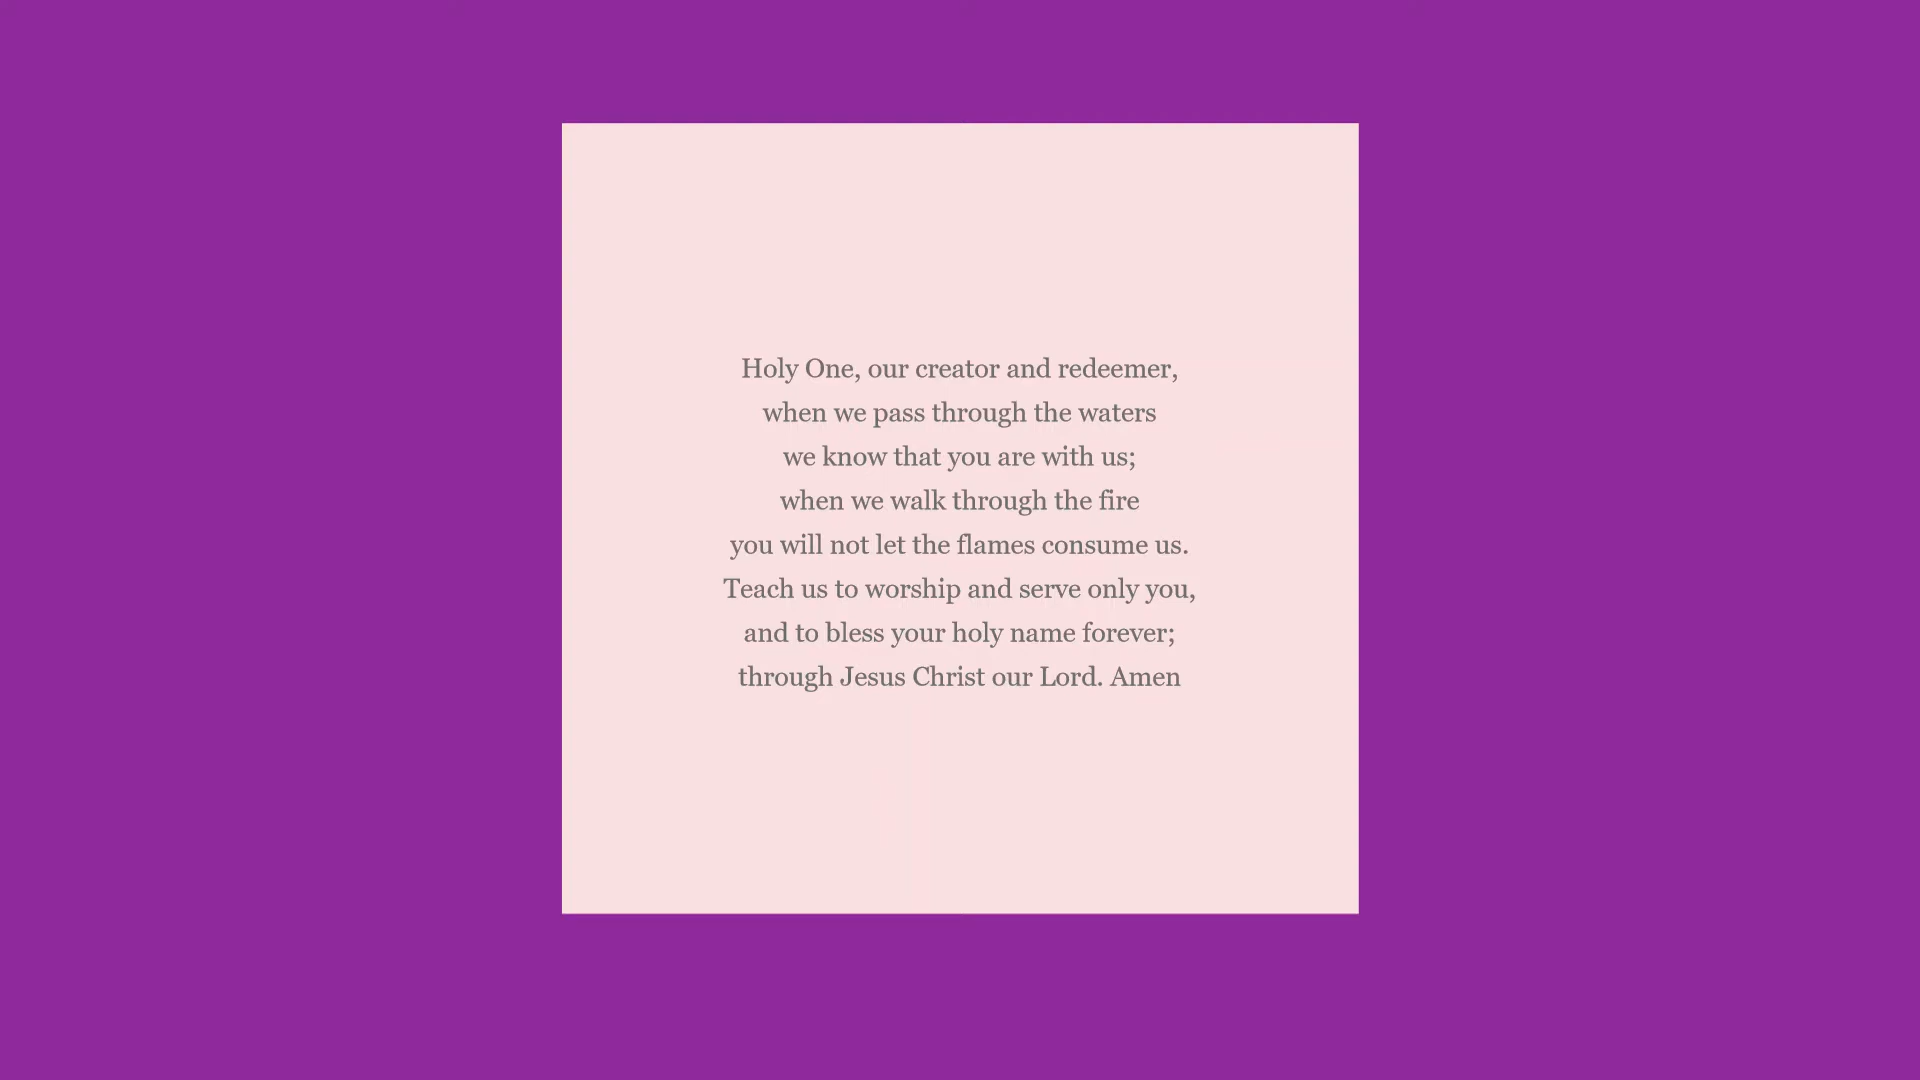 Holy One, our creator and redeemer,
when we pass through the waters
we know that you are with us;
when we walk through the fire
you will not let the flames consume us.
Teach us to worship and serve only you,
and to bless your holy name forever;
through Jesus Christ our Lord. Amen